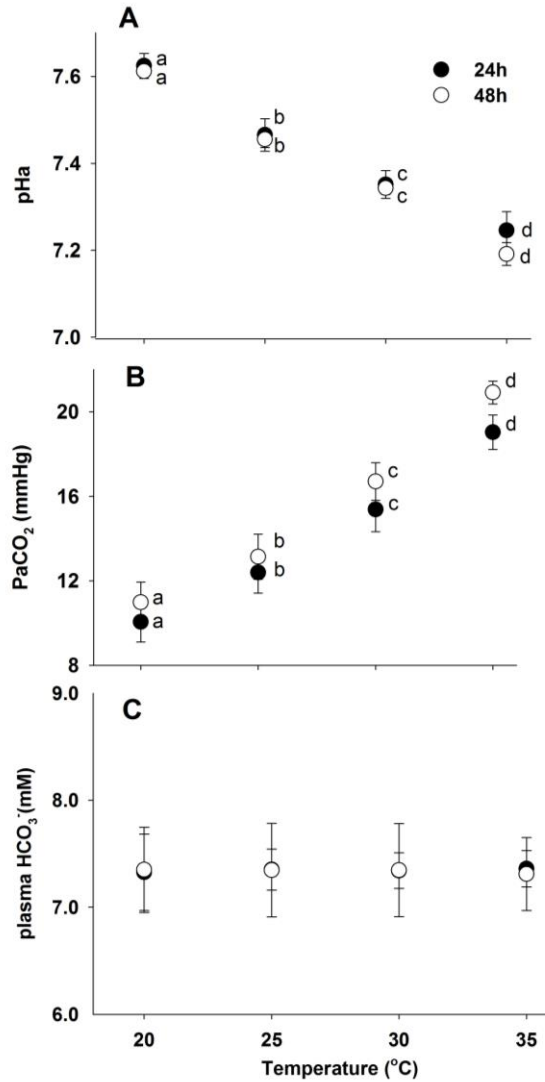 A
7.6
7.4
7.2
7.0
pHa
24h
48h
a
a
b
b
c
c
d
d
B
20
16
12
8
PaCO₂ (mmHg)
a
a
b
b
c
c
d
d
C
9.0
8.0
7.0
6.0
plasma HCO₃⁻(mM)
20 25 30 35
Temperature (°C)